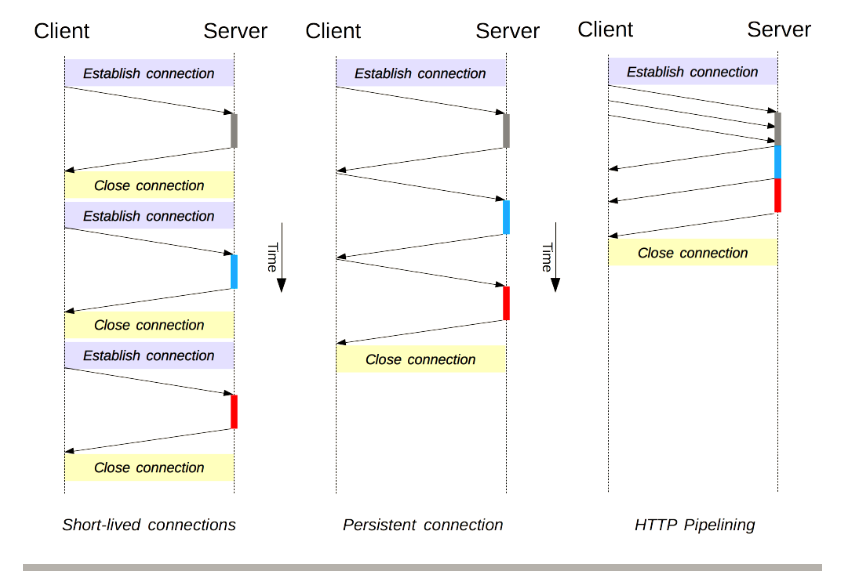 Client Server
Establish connection
Close connection
Establish connection
Close connection
Establish connection
Close connection
Short-lived connections
Time
Client Server
Establish connection
Close connection
Persistent connection
Time
Client Server
Establish connection
Close connection
HTTP Pipelining